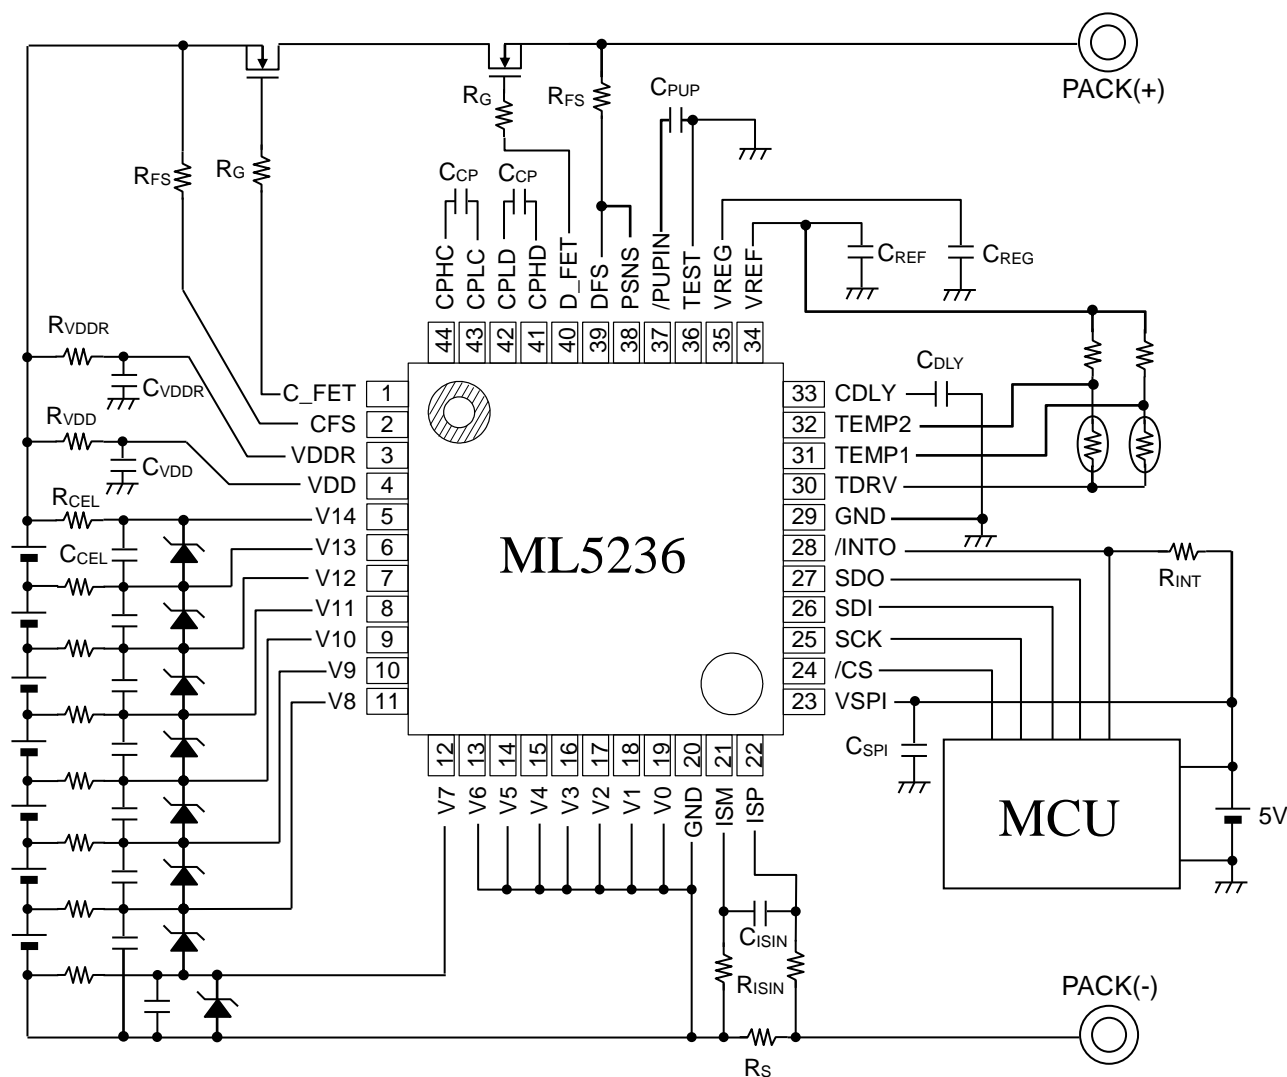 PACK(+)
RG
RFS
CPUP
RFS
RG
CCP
CCP
CPHC
CPLC
CPLD
CPHD
D_FET
DFS
PSNS
/PUPIN
TEST
VREG
VREF
CREF
CREG
44
43
42
41
40
39
38
37
36
35
34
RVDDR
CVDDR
RVDD
CVDD
RCEL
CCEL
C_FET 1
CFS 2
VDDR 3
VDD 4
V14 5
V13 6
V12 7
V11 8
V10 9
V9 10
V8 11
ML5236
CDLY
33 CDLY
32 TEMP2
31 TEMP1
30 TDRV
29 GND
28 /INTO
27 SDO
26 SDI
25 SCK
24 /CS
23 VSPI
RINT
CSPI
MCU
5V
12
13
14
15
16
17
18
19
20
21
22
V7
V6
V5
V4
V3
V2
V1
V0
GND
ISM
ISP
CISIN
RISIN
RS
PACK(-)